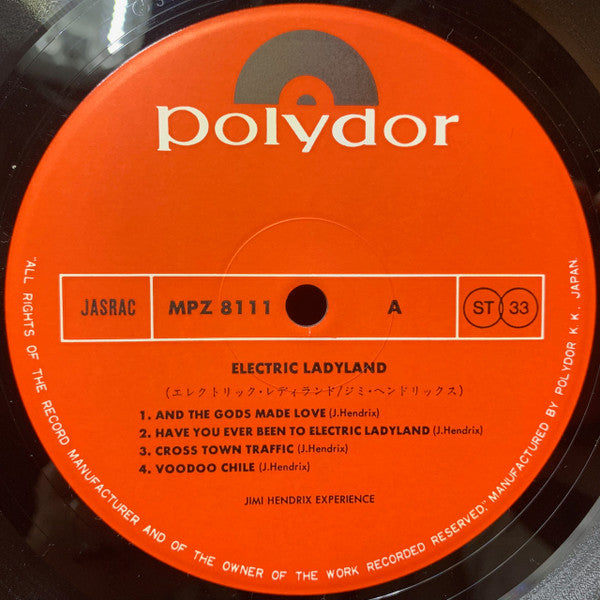 polydor
JASRAC
MPZ 8111
A
ST 33
ELECTRIC LADYLAND
(エレクトリック・レディランド/ジミ・ヘンドリックス)
1. AND THE GODS MADE LOVE (J.Hendrix)
2. HAVE YOU EVER BEEN TO ELECTRIC LADYLAND (J.Hendrix)
3. CROSS TOWN TRAFFIC (J.Hendrix)
4. VOODOO CHILE (J.Hendrix)
JIMI HENDRIX EXPERIENCE
"ALL RIGHTS OF THE RECORD MANUFACTURER AND OF THE OWNER OF THE WORK RECORDED RESERVED," MANUFACTURED BY POLYDOR K.K. JAPAN.